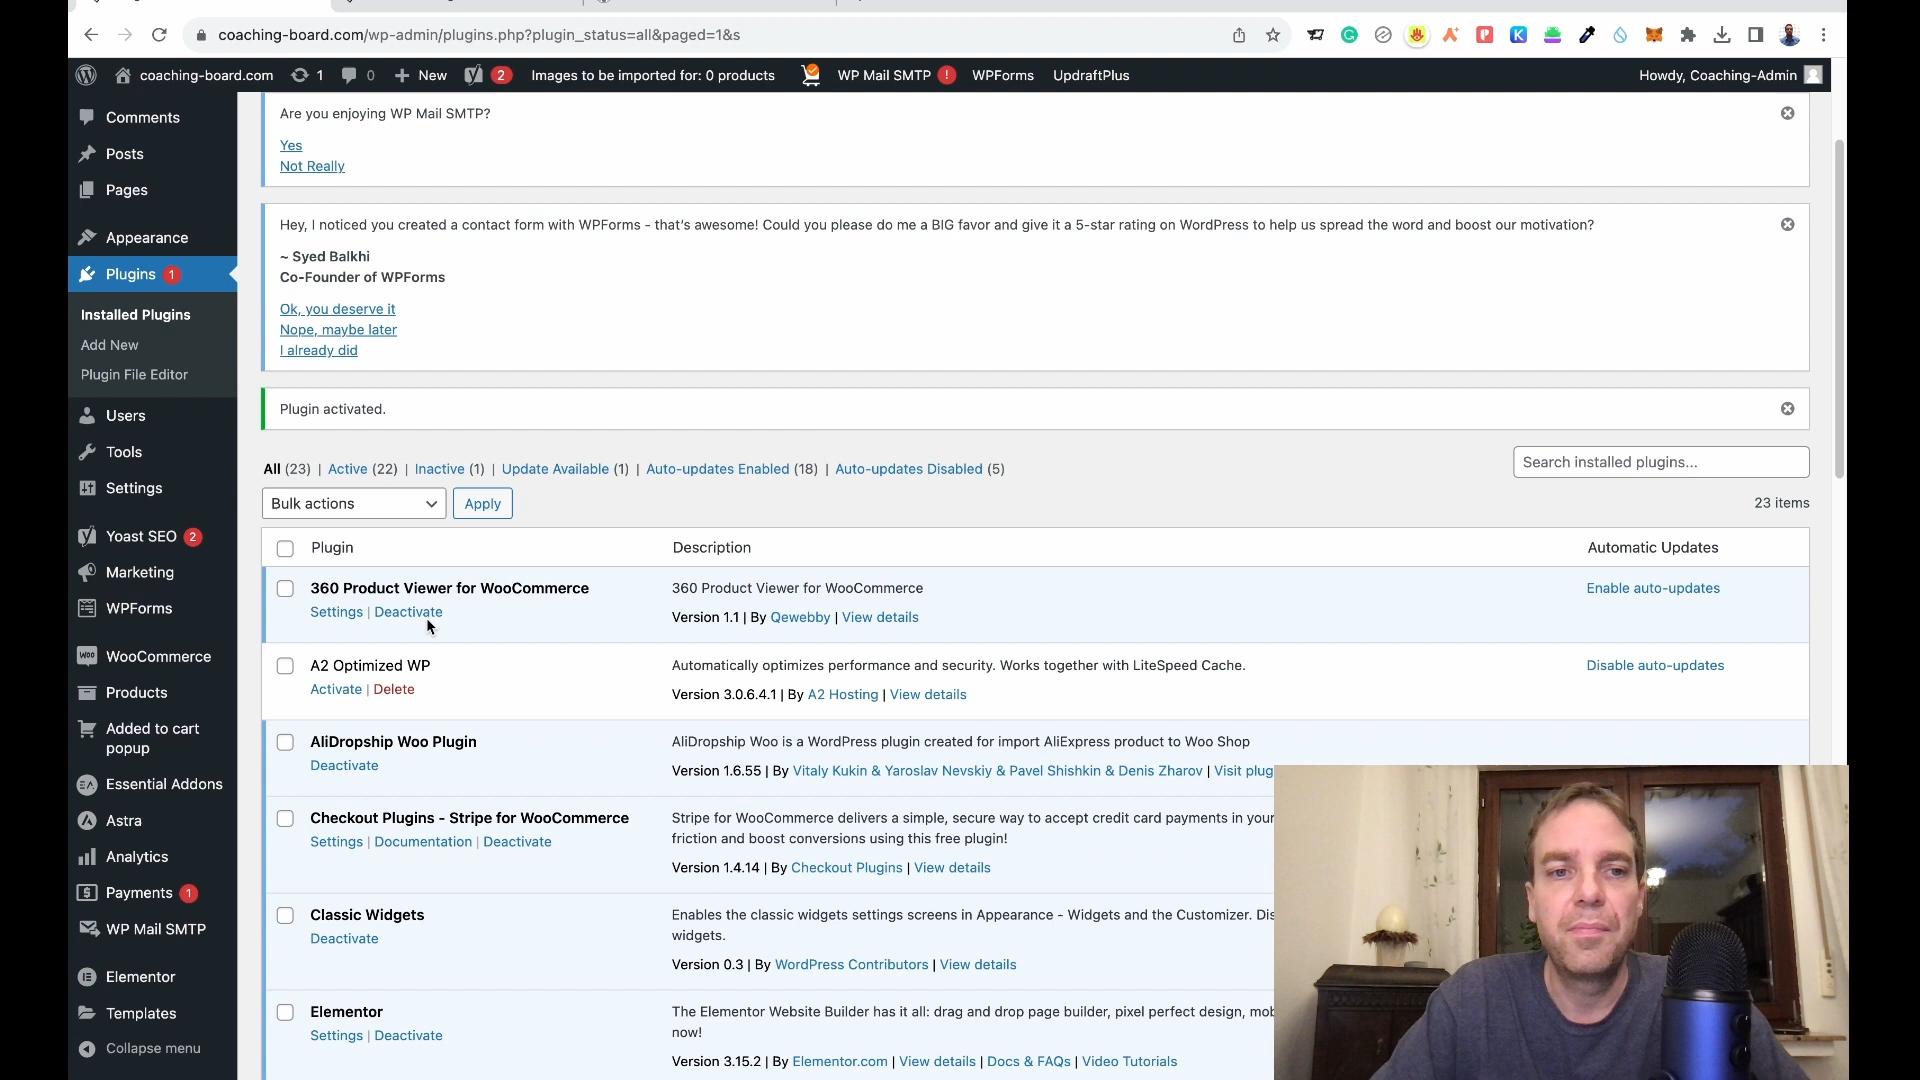 coaching-board.com/wp-admin/plugins.php?plugin_status=all&paged=1&s
coaching-board.com 1 0 New 2 Images to be imported for: 0 products WP Mail SMTP ! WPForms UpdraftPlus Howdy, Coaching-Admin
Comments
Posts
Pages
Appearance
Plugins 1
Installed Plugins
Add New
Plugin File Editor
Users
Tools
Settings
Yoast SEO 2
Marketing
WPForms
WooCommerce
Products
Added to cart
popup
Essential Addons
Astra
Analytics
Payments 1
WP Mail SMTP
Elementor
Templates
Collapse menu
Are you enjoying WP Mail SMTP?
Yes
Not Really
Hey, I noticed you created a contact form with WPForms - that's awesome! Could you please do me a BIG favor and give it a 5-star rating on WordPress to help us spread the word and boost our motivation?
~ Syed Balkhi
Co-Founder of WPForms
Ok, you deserve it
Nope, maybe later
I already did
Plugin activated.
All (23) | Active (22) | Inactive (1) | Update Available (1) | Auto-updates Enabled (18) | Auto-updates Disabled (5)
Search installed plugins...
Bulk actions Apply
23 items
Plugin Description Automatic Updates
360 Product Viewer for WooCommerce
Settings | Deactivate
360 Product Viewer for WooCommerce
Version 1.1 | By Qewebby | View details
Enable auto-updates
A2 Optimized WP
Activate | Delete
Automatically optimizes performance and security. Works together with LiteSpeed Cache.
Version 3.0.6.4.1 | By A2 Hosting | View details
Disable auto-updates
AliDropship Woo Plugin
Deactivate
AliDropship Woo is a WordPress plugin created for import AliExpress product to Woo Shop
Version 1.6.55 | By Vitaly Kukin & Yaroslav Nevskiy & Pavel Shishkin & Denis Zharov | Visit plug
Checkout Plugins - Stripe for WooCommerce
Settings | Documentation | Deactivate
Stripe for WooCommerce delivers a simple, secure way to accept credit card payments in your
friction and boost conversions using this free plugin!
Version 1.4.14 | By Checkout Plugins | View details
Classic Widgets
Deactivate
Enables the classic widgets settings screens in Appearance - Widgets and the Customizer. Dis
widgets.
Version 0.3 | By WordPress Contributors | View details
Elementor
Settings | Deactivate
The Elementor Website Builder has it all: drag and drop page builder, pixel perfect design, mob
now!
Version 3.15.2 | By Elementor.com | View details | Docs & FAQs | Video Tutorials